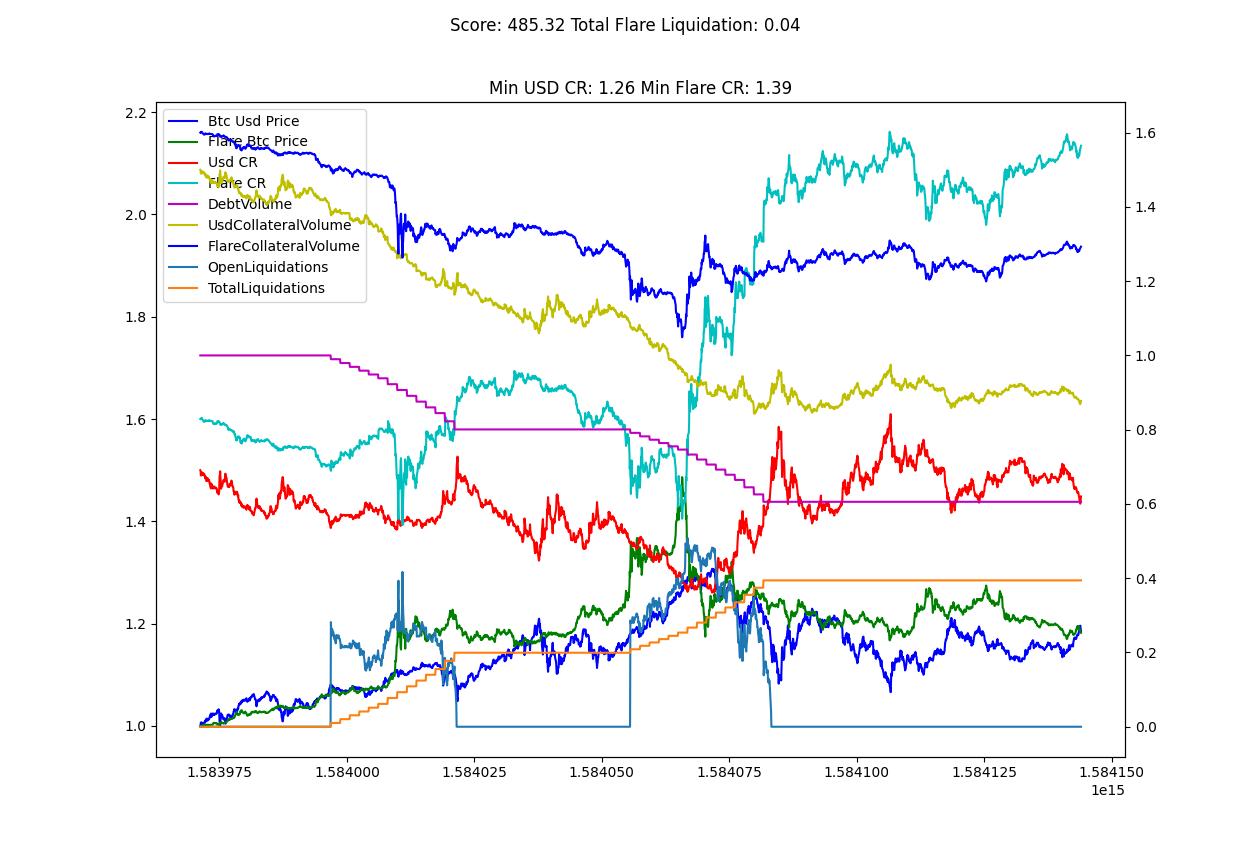 Score: 485.32 Total Flare Liquidation: 0.04
Min USD CR: 1.26 Min Flare CR: 1.39
2.2
2.0
1.8
1.6
1.4
1.2
1.0
Btc Usd Price
Flare Btc Price
Usd CR
Flare CR
DebtVolume
UsdCollateralVolume
FlareCollateralVolume
OpenLiquidations
TotalLiquidations
1.6
1.4
1.2
1.0
0.8
0.6
0.4
0.2
0.0
1.583975 1.584000 1.584025 1.584050 1.584075 1.584100 1.584125 1.584150
1e15